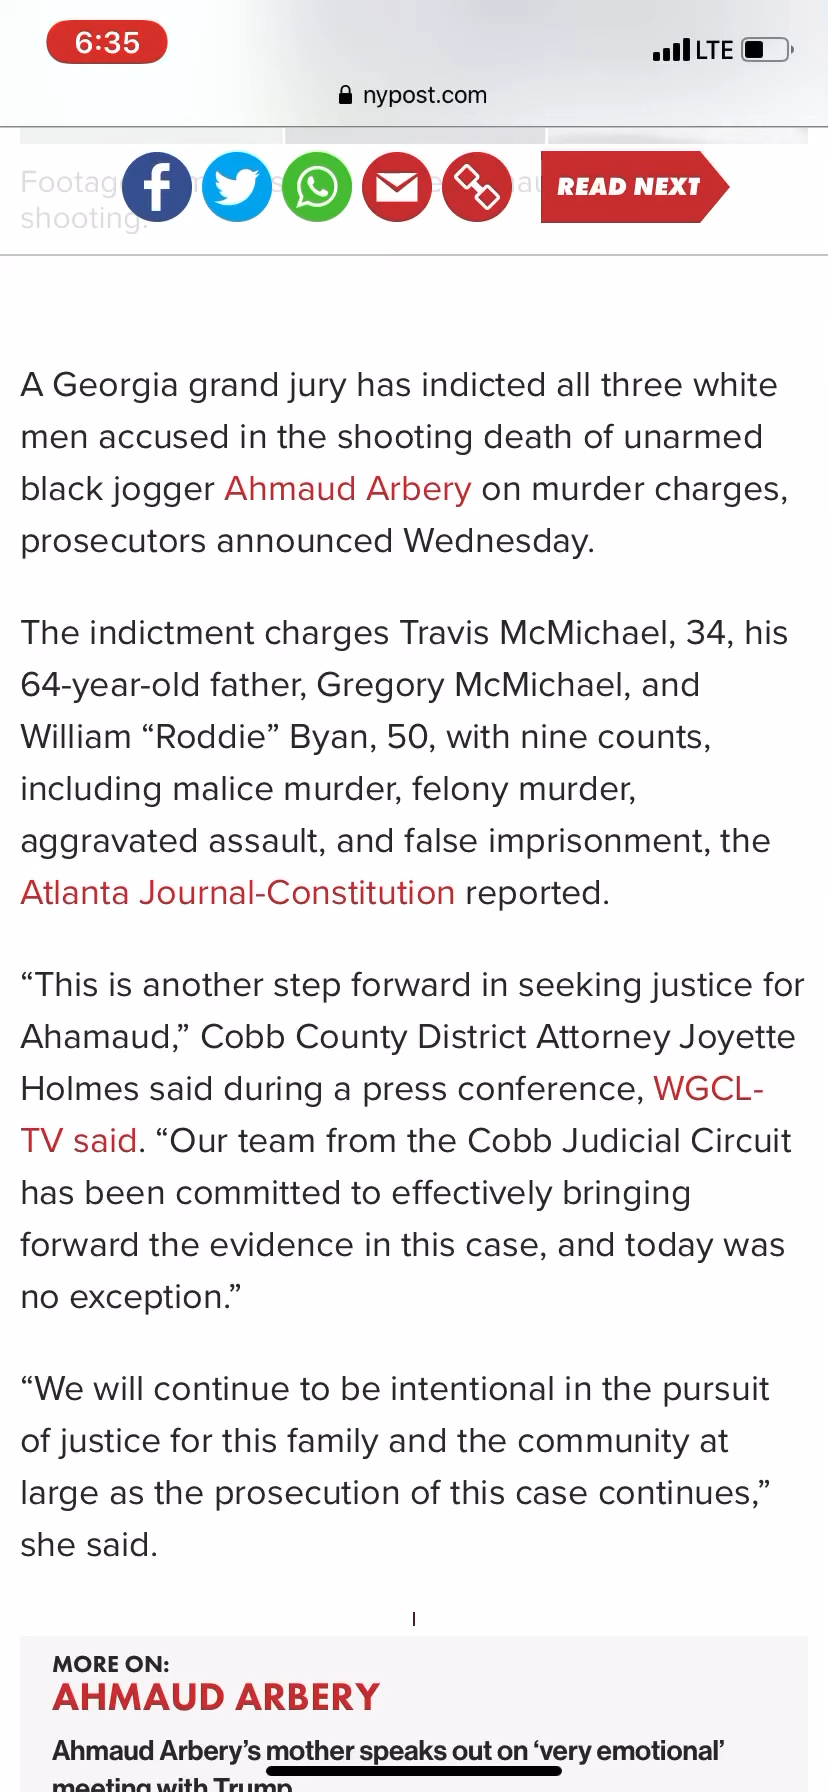 6:35
LTE
nypost.com
Footag
shooting.
READ NEXT
A Georgia grand jury has indicted all three white
men accused in the shooting death of unarmed
black jogger Ahmaud Arbery on murder charges,
prosecutors announced Wednesday.
The indictment charges Travis McMichael, 34, his
64-year-old father, Gregory McMichael, and
William “Roddie” Byan, 50, with nine counts,
including malice murder, felony murder,
aggravated assault, and false imprisonment, the
Atlanta Journal-Constitution reported.
“This is another step forward in seeking justice for
Ahamaud,” Cobb County District Attorney Joyette
Holmes said during a press conference, WGCL-
TV said. “Our team from the Cobb Judicial Circuit
has been committed to effectively bringing
forward the evidence in this case, and today was
no exception.”
“We will continue to be intentional in the pursuit
of justice for this family and the community at
large as the prosecution of this case continues,”
she said.
MORE ON:
AHMAUD ARBERY
Ahmaud Arbery’s mother speaks out on ‘very emotional’
meeting with Trump